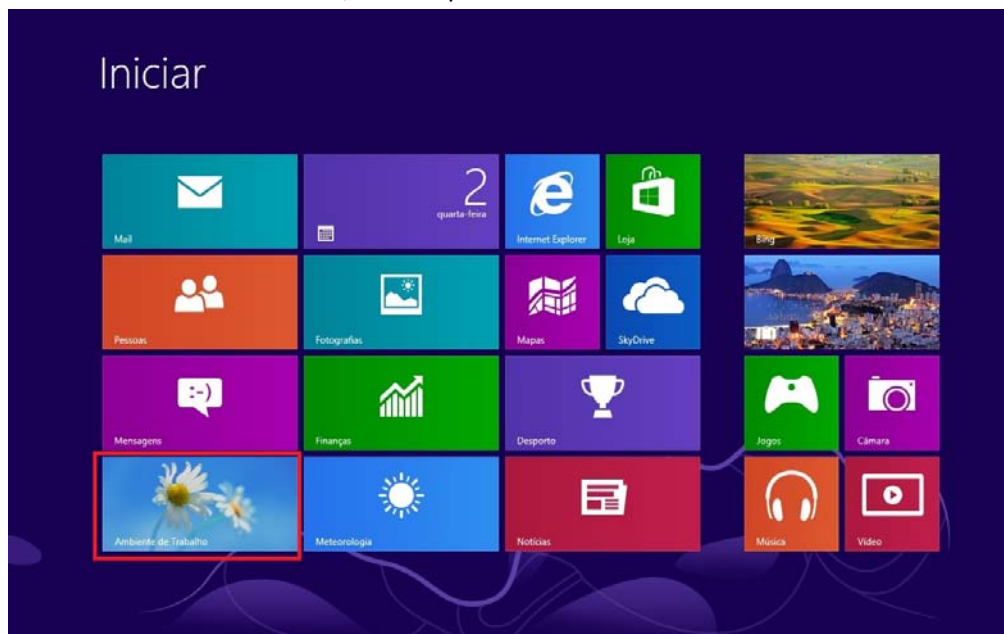 Iniciar
Mail
2
quarta-feira
Internet Explorer
Loja
Bing
Pessoas
Fotografias
Mapas
SkyDrive
Mensagens
:-)
Finanças
Desporto
Jogos
Câmara
Ambiente de Trabalho
Meteorologia
Notícias
Música
Vídeo